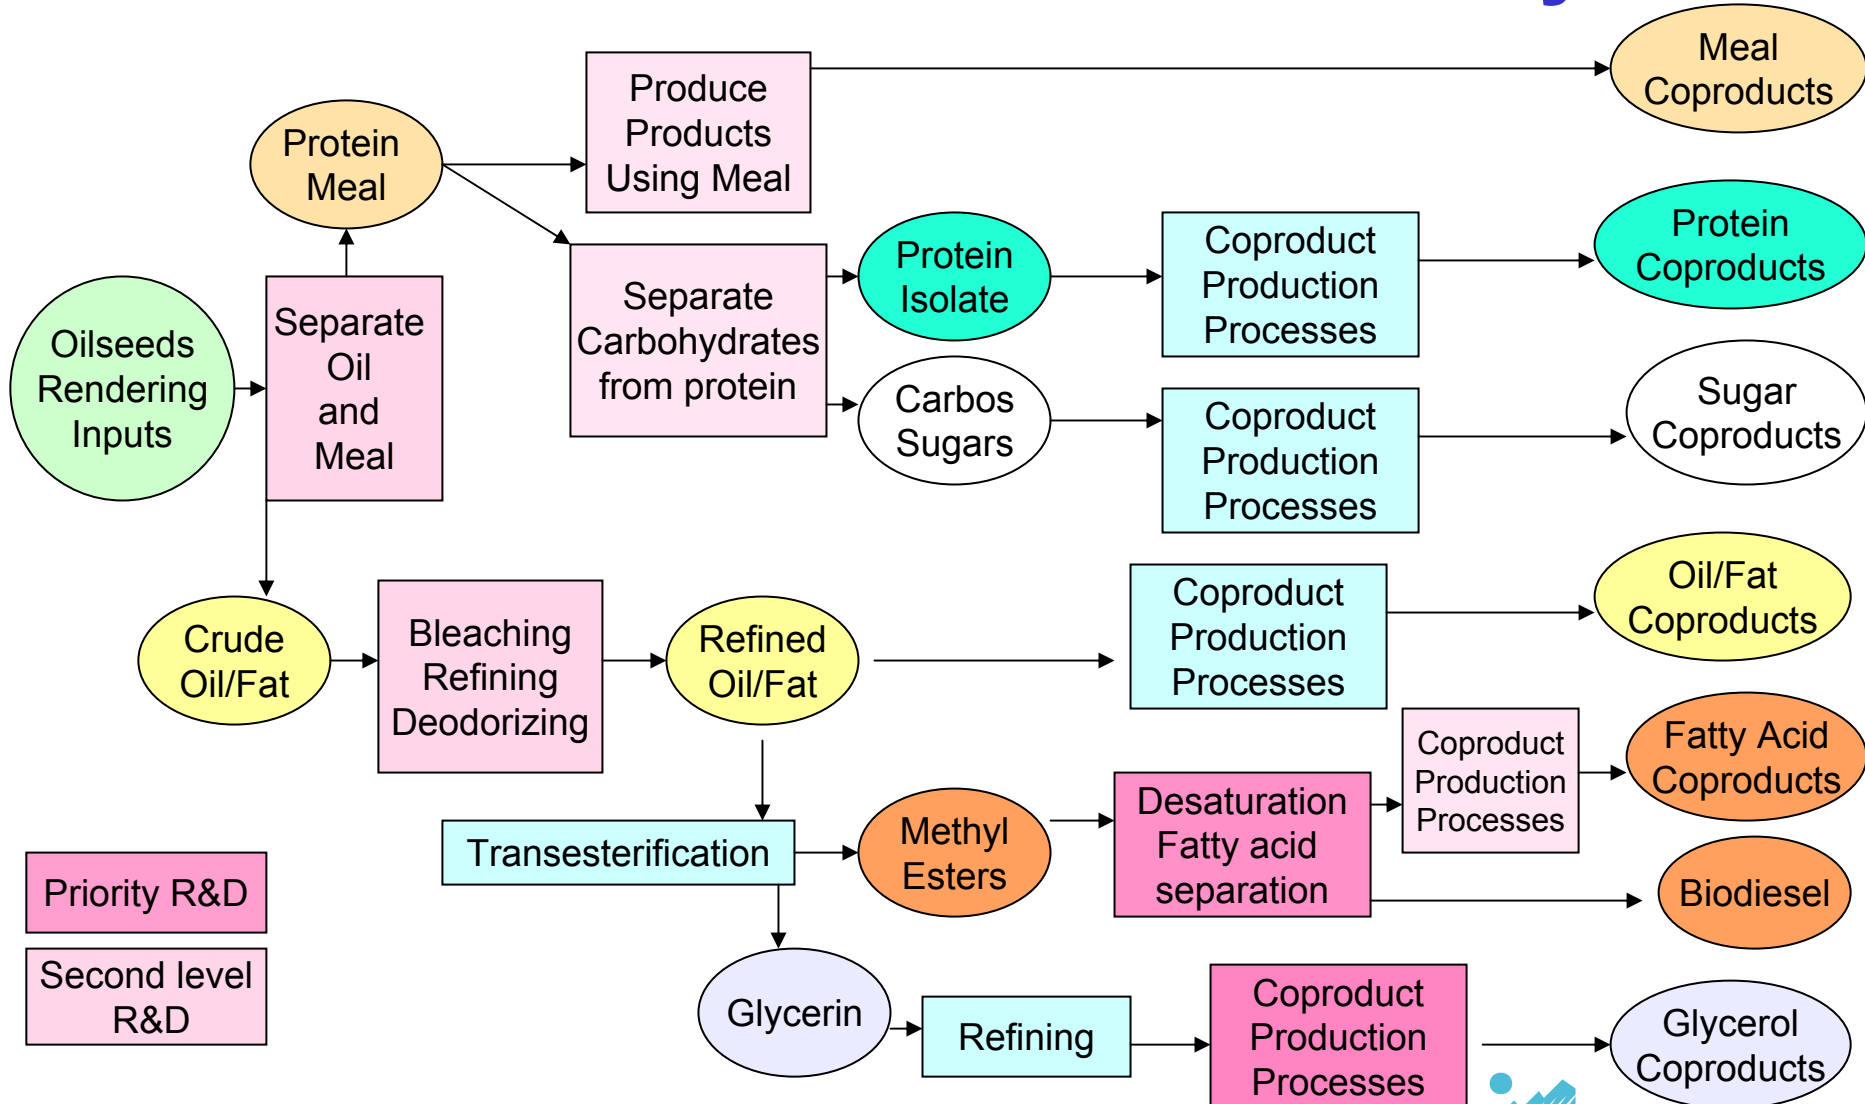 Meal
Coproducts
Produce
Products
Using Meal
Protein
Meal
Protein
Coproducts
Coproduct
Production
Processes
Protein
Isolate
Separate
Carbohydrates
from protein
Separate
Oil
and
Meal
Oilseeds
Rendering
Inputs
Carbos
Sugars
Coproduct
Production
Processes
Sugar
Coproducts
Oil/Fat
Coproducts
Coproduct
Production
Processes
Crude
Oil/Fat
Bleaching
Refining
Deodorizing
Refined
Oil/Fat
Fatty Acid
Coproducts
Coproduct
Production
Processes
Desaturation
Fatty acid
separation
Methyl
Esters
Transesterification
Biodiesel
Priority R&D
Second level
R&D
Glycerin
Refining
Coproduct
Production
Processes
Glycerol
Coproducts